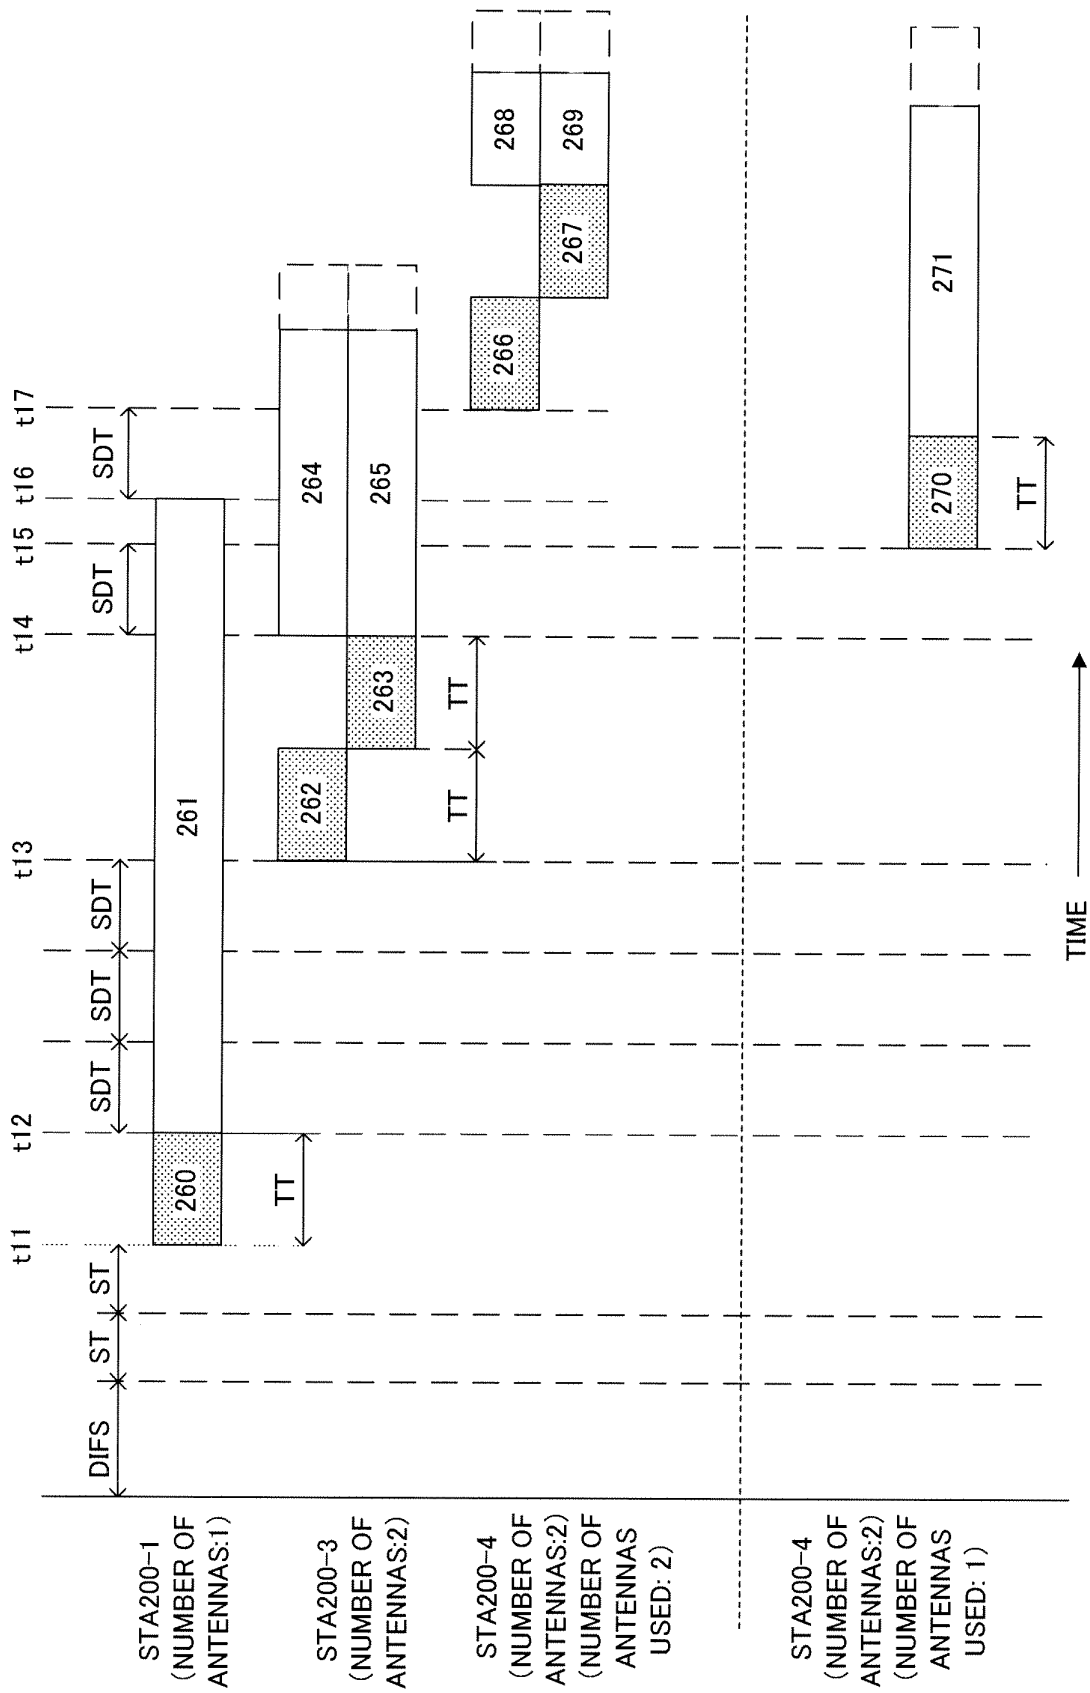 t11
t12
t13
t14
t15
t16
t17
DIFS
ST
ST
SDT
SDT
SDT
SDT
SDT
STA200-1
(NUMBER OF
ANTENNAS:1)
260
261
TT
STA200-3
(NUMBER OF
ANTENNAS:2)
262
264
263
265
TT
TT
STA200-4
(NUMBER OF
ANTENNAS:2)
(NUMBER OF
ANTENNAS
USED: 2)
266
268
267
269
STA200-4
(NUMBER OF
ANTENNAS:2)
(NUMBER OF
ANTENNAS
USED: 1)
270
271
TT
TIME